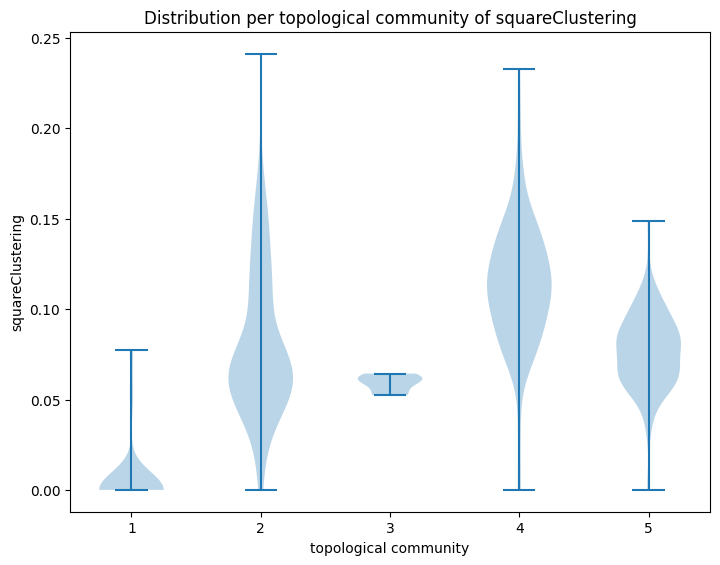 Distribution per topological community of squareClustering
squareClustering
0.25
0.20
0.15
0.10
0.05
0.00
1 2 3 4 5
topological community